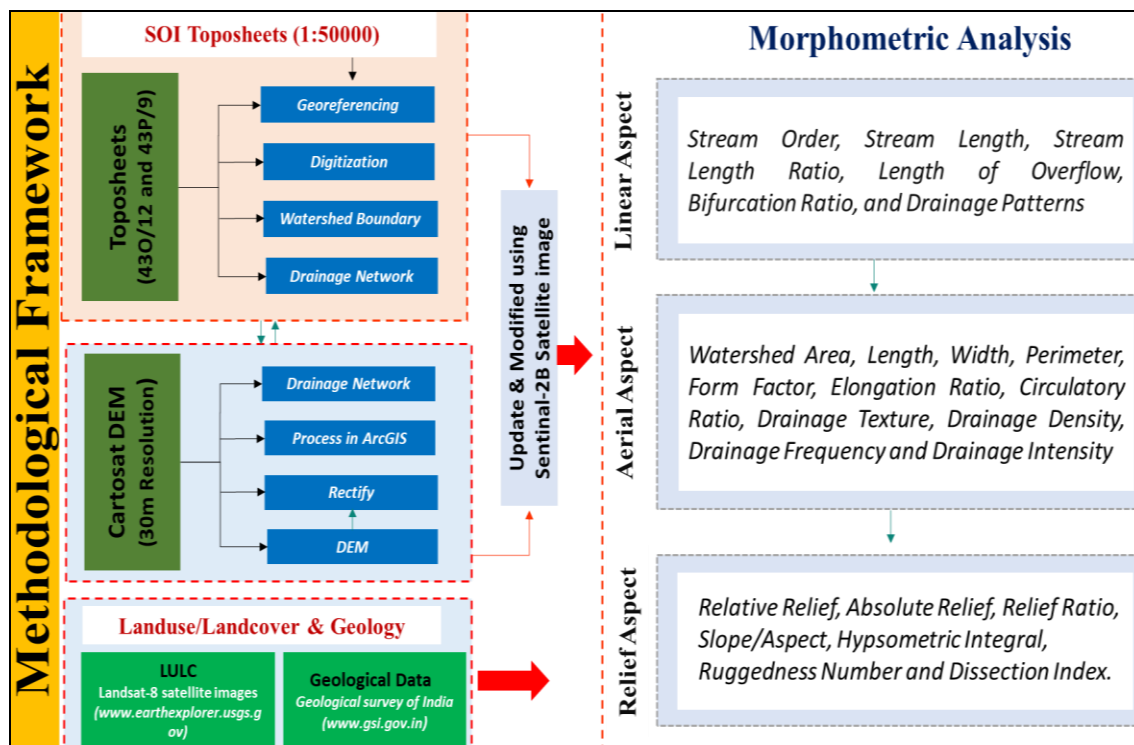 Methodological Framework
SOI Toposheets (1:50000)
Toposheets
(43O/12 and 43P/9)
Georeferencing
Digitization
Watershed Boundary
Drainage Network
Cartosat DEM
(30m Resolution)
Drainage Network
Process in ArcGIS
Rectify
DEM
Landuse/Landcover & Geology
LULC
Landsat-8 satellite images
(www.earthexplorer.usgs.g
ov)
Geological Data
Geological survey of India
(www.gsi.gov.in)
Update & Modified using
Sentinal-2B Satellite image
Morphometric Analysis
Linear Aspect
Stream Order, Stream Length, Stream
Length Ratio, Length of Overflow,
Bifurcation Ratio, and Drainage Patterns
Aerial Aspect
Watershed Area, Length, Width, Perimeter,
Form Factor, Elongation Ratio, Circulatory
Ratio, Drainage Texture, Drainage Density,
Drainage Frequency and Drainage Intensity
Relief Aspect
Relative Relief, Absolute Relief, Relief Ratio,
Slope/Aspect, Hypsometric Integral,
Ruggedness Number and Dissection Index.